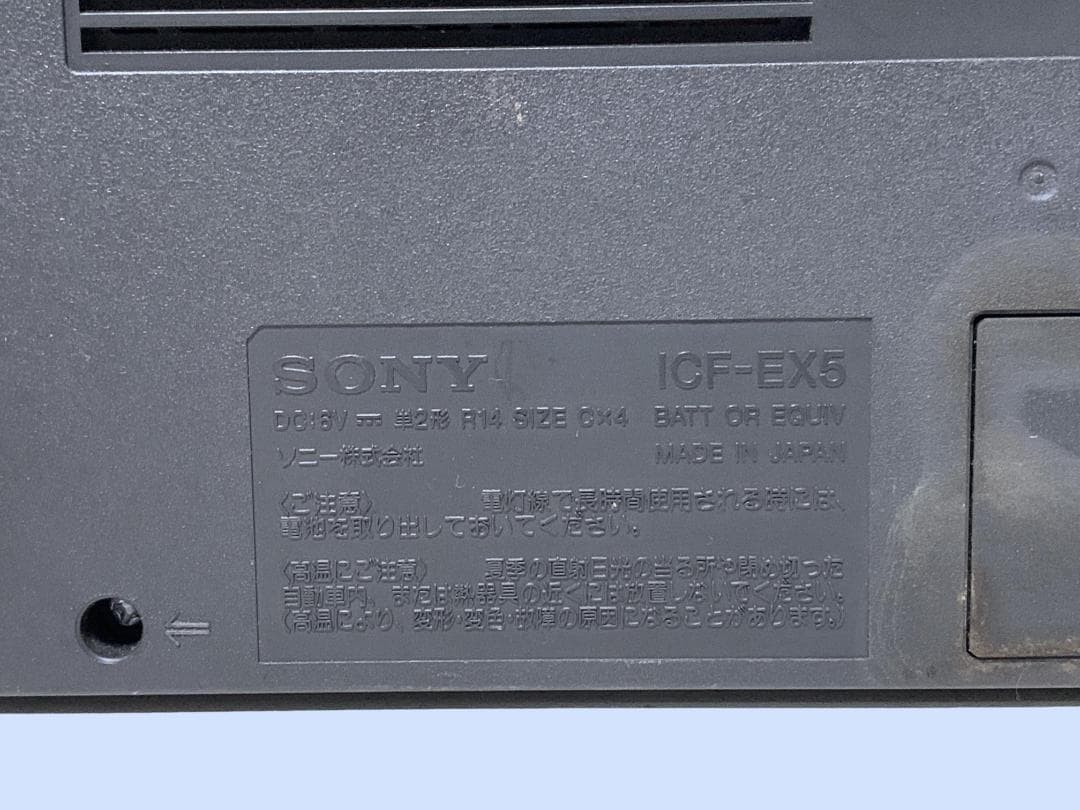 SONY ICF-EX5
DC:6V ⎓ 単2形 R14 SIZE C×4 BATT OR EQUIV
ソニー株式会社 MADE IN JAPAN
〈ご注意〉 電灯線で長時間使用される時には、
電池を取り出しておいてください。
〈高温にご注意〉 夏季の直射日光の当る所や閉め切った
自動車内、または熱器具の近くには放置しないでください。
(高温により、変形・変色・故障の原因になることがあります。)